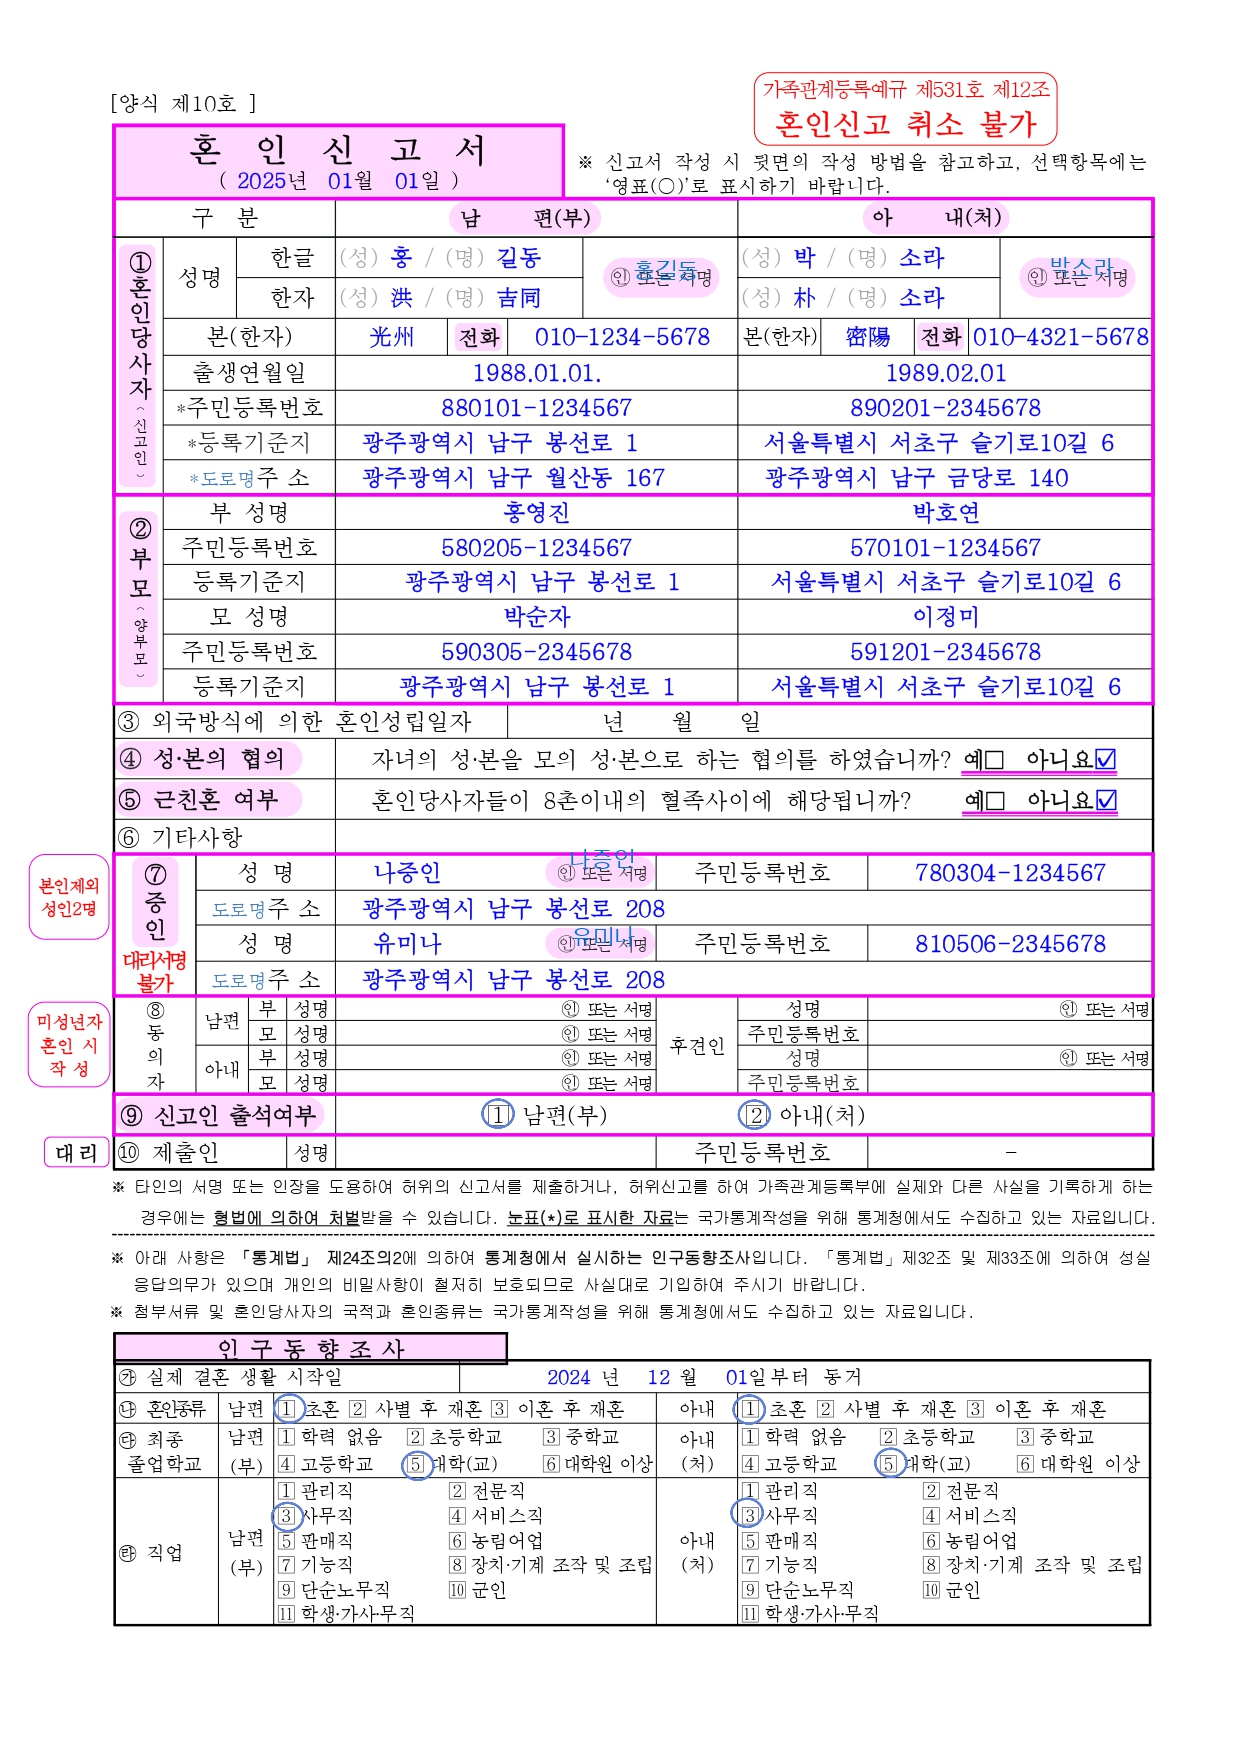 [양식 제10호 ]
가족관계등록예규 제531호 제12조
혼인신고 취소 불가
혼 인 신 고 서
( 2025년 01월 01일 )
※ 신고서 작성 시 뒷면의 작성 방법을 참고하고, 선택항목에는
‘영표(○)’로 표시하기 바랍니다.
구 분 남 편(부) 아 내(처)
①혼인당사자(신고인)
성명 한글 (성) 홍 / (명) 길동 ㊞ 또는 서명 홍길동 (성) 박 / (명) 소라 ㊞ 또는 서명 박소라
한자 (성) 洪 / (명) 吉同 (성) 朴 / (명) 소라
본(한자) 光州 전화 010-1234-5678 본(한자) 密陽 전화 010-4321-5678
출생연월일 1988.01.01. 1989.02.01
*주민등록번호 880101-1234567 890201-2345678
*등록기준지 광주광역시 남구 봉선로 1 서울특별시 서초구 슬기로10길 6
*도로명주 소 광주광역시 남구 월산동 167 광주광역시 남구 금당로 140
②부모(양부모)
부 성명 홍영진 박호연
주민등록번호 580205-1234567 570101-1234567
등록기준지 광주광역시 남구 봉선로 1 서울특별시 서초구 슬기로10길 6
모 성명 박순자 이정미
주민등록번호 590305-2345678 591201-2345678
등록기준지 광주광역시 남구 봉선로 1 서울특별시 서초구 슬기로10길 6
③ 외국방식에 의한 혼인성립일자 년 월 일
④ 성·본의 협의 자녀의 성·본을 모의 성·본으로 하는 협의를 하였습니까? 예□ 아니요☑
⑤ 근친혼 여부 혼인당사자들이 8촌이내의 혈족사이에 해당됩니까? 예□ 아니요☑
⑥ 기타사항
본인제외
성인2명
⑦증인
대리서명
불가
성 명 나증인 ㊞ 또는 서명 나증인 주민등록번호 780304-1234567
도로명주 소 광주광역시 남구 봉선로 208
성 명 유미나 ㊞ 또는 서명 유미나 주민등록번호 810506-2345678
도로명주 소 광주광역시 남구 봉선로 208
미성년자
혼인 시
작 성
⑧동의자
남편 부 성명 ㊞ 또는 서명 후견인 성명 ㊞ 또는 서명
모 성명 ㊞ 또는 서명 주민등록번호
아내 부 성명 ㊞ 또는 서명 성명 ㊞ 또는 서명
모 성명 ㊞ 또는 서명 주민등록번호
⑨ 신고인 출석여부 1 남편(부) 2 아내(처)
대리 ⑩ 제출인 성명 주민등록번호 -
※ 타인의 서명 또는 인장을 도용하여 허위의 신고서를 제출하거나, 허위신고를 하여 가족관계등록부에 실제와 다른 사실을 기록하게 하는
경우에는 형법에 의하여 처벌받을 수 있습니다. 눈표(*)로 표시한 자료는 국가통계작성을 위해 통계청에서도 수집하고 있는 자료입니다.
※ 아래 사항은 「통계법」 제24조의2에 의하여 통계청에서 실시하는 인구동향조사입니다. 「통계법」제32조 및 제33조에 의하여 성실
응답의무가 있으며 개인의 비밀사항이 철저히 보호되므로 사실대로 기입하여 주시기 바랍니다.
※ 첨부서류 및 혼인당사자의 국적과 혼인종류는 국가통계작성을 위해 통계청에서도 수집하고 있는 자료입니다.
인구동향조사
㉮ 실제 결혼 생활 시작일 2024 년 12 월 01일부터 동거
㉯ 혼인종류 남편 1 초혼 2 사별 후 재혼 3 이혼 후 재혼 아내 1 초혼 2 사별 후 재혼 3 이혼 후 재혼
㉰ 최종 남편 1 학력 없음 2 초등학교 3 중학교 아내 1 학력 없음 2 초등학교 3 중학교
졸업학교 (부) 4 고등학교 5 대학(교) 6 대학원 이상 (처) 4 고등학교 5 대학(교) 6 대학원 이상
㉱ 직업
남편
(부)
1 관리직 2 전문직
3 사무직 4 서비스직
5 판매직 6 농림어업
7 기능직 8 장치·기계 조작 및 조립
9 단순노무직 10 군인
11 학생·가사·무직
아내
(처)
1 관리직 2 전문직
3 사무직 4 서비스직
5 판매직 6 농림어업
7 기능직 8 장치·기계 조작 및 조립
9 단순노무직 10 군인
11 학생·가사·무직